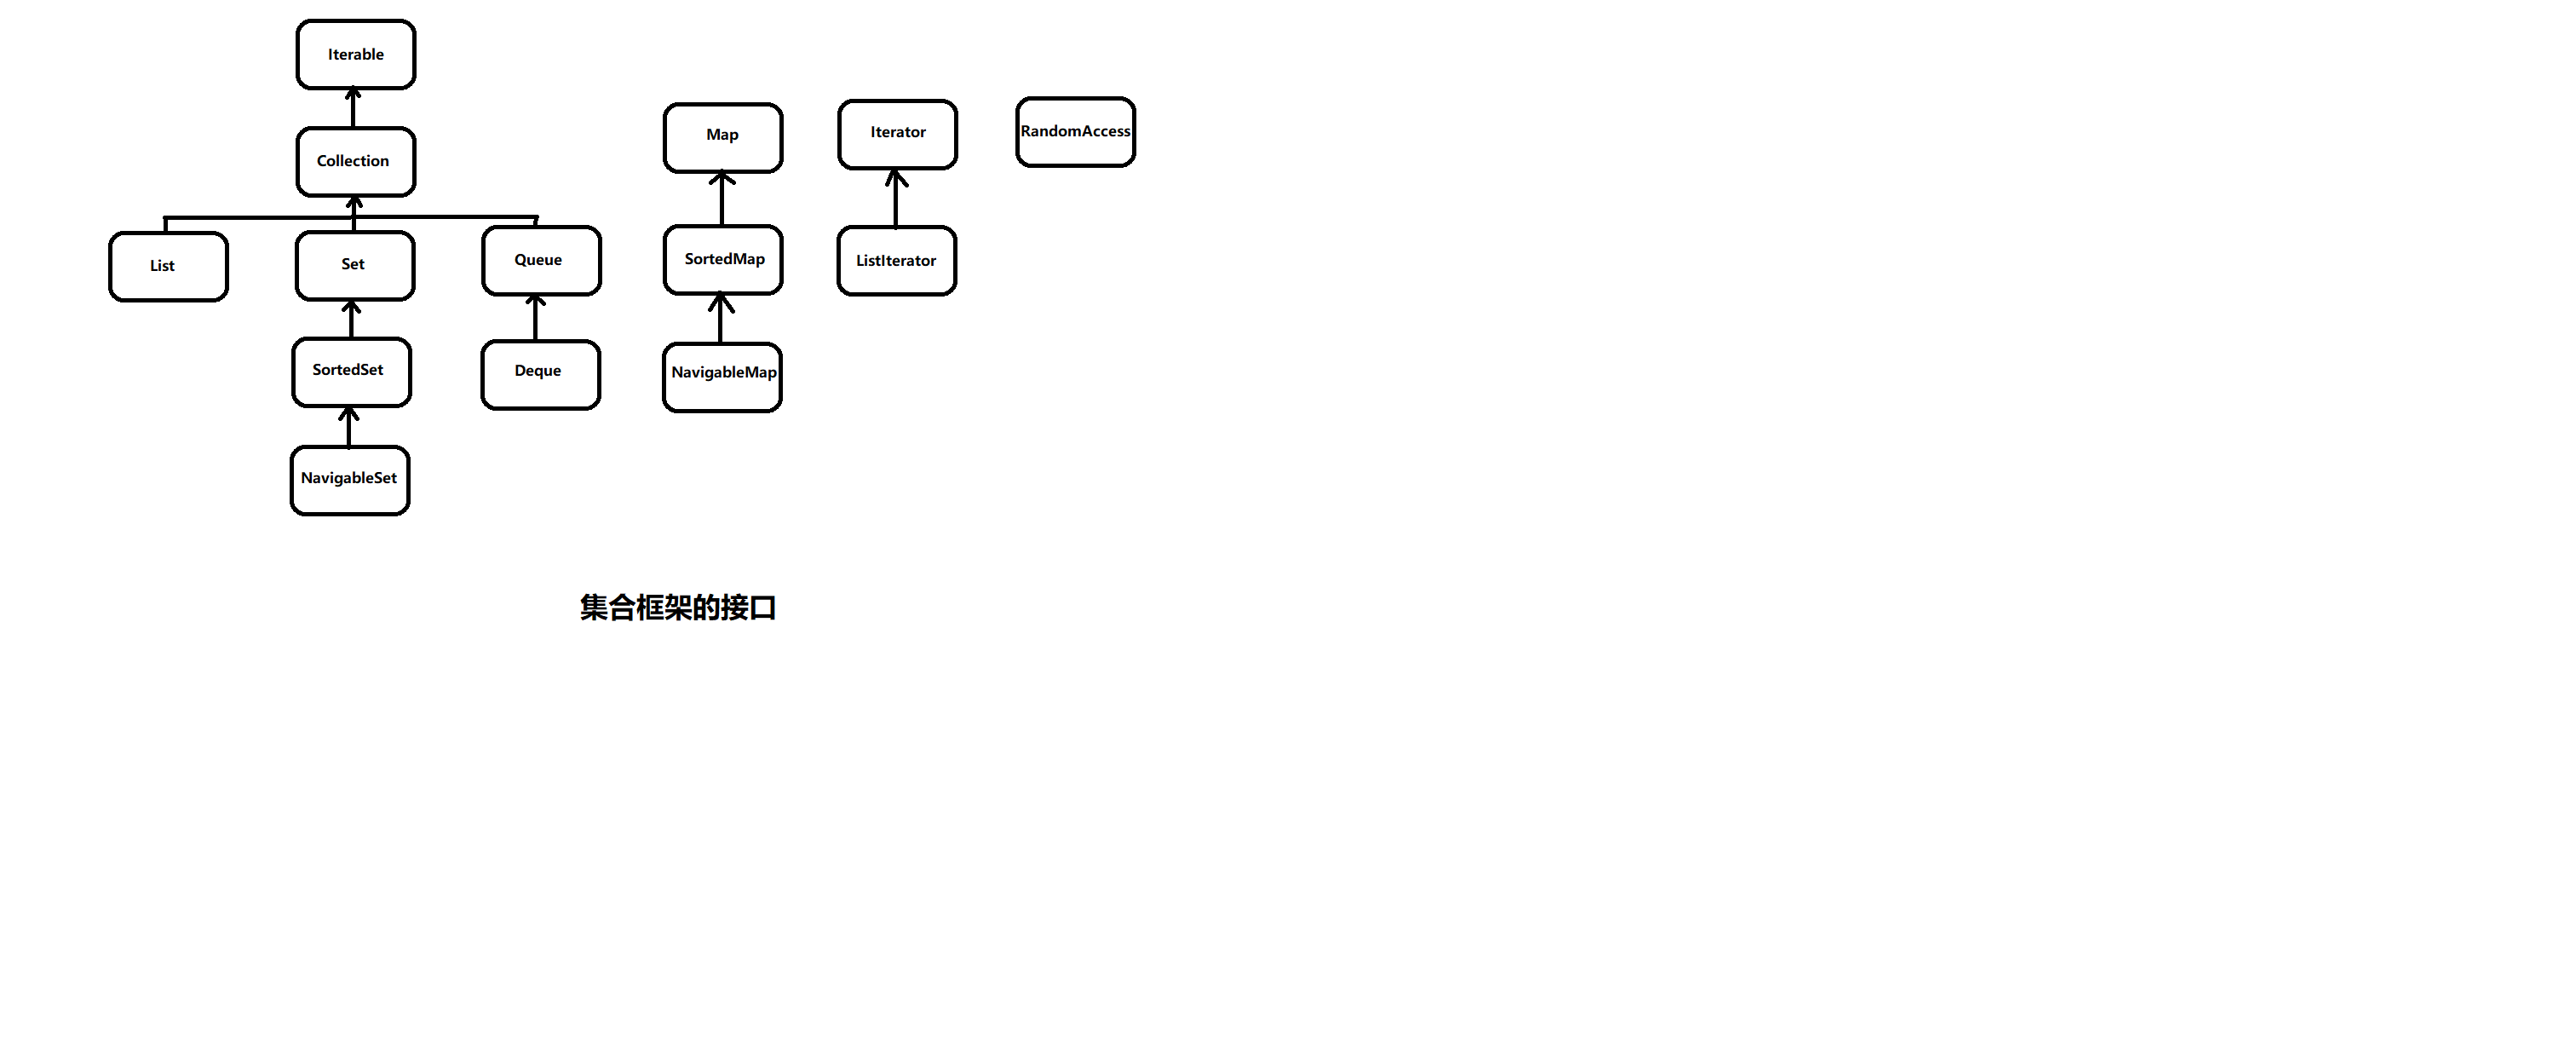 Iterable
Collection
List
Set
Queue
SortedSet
Deque
NavigableSet
Map
SortedMap
NavigableMap
Iterator
ListIterator
RandomAccess
集合框架的接口